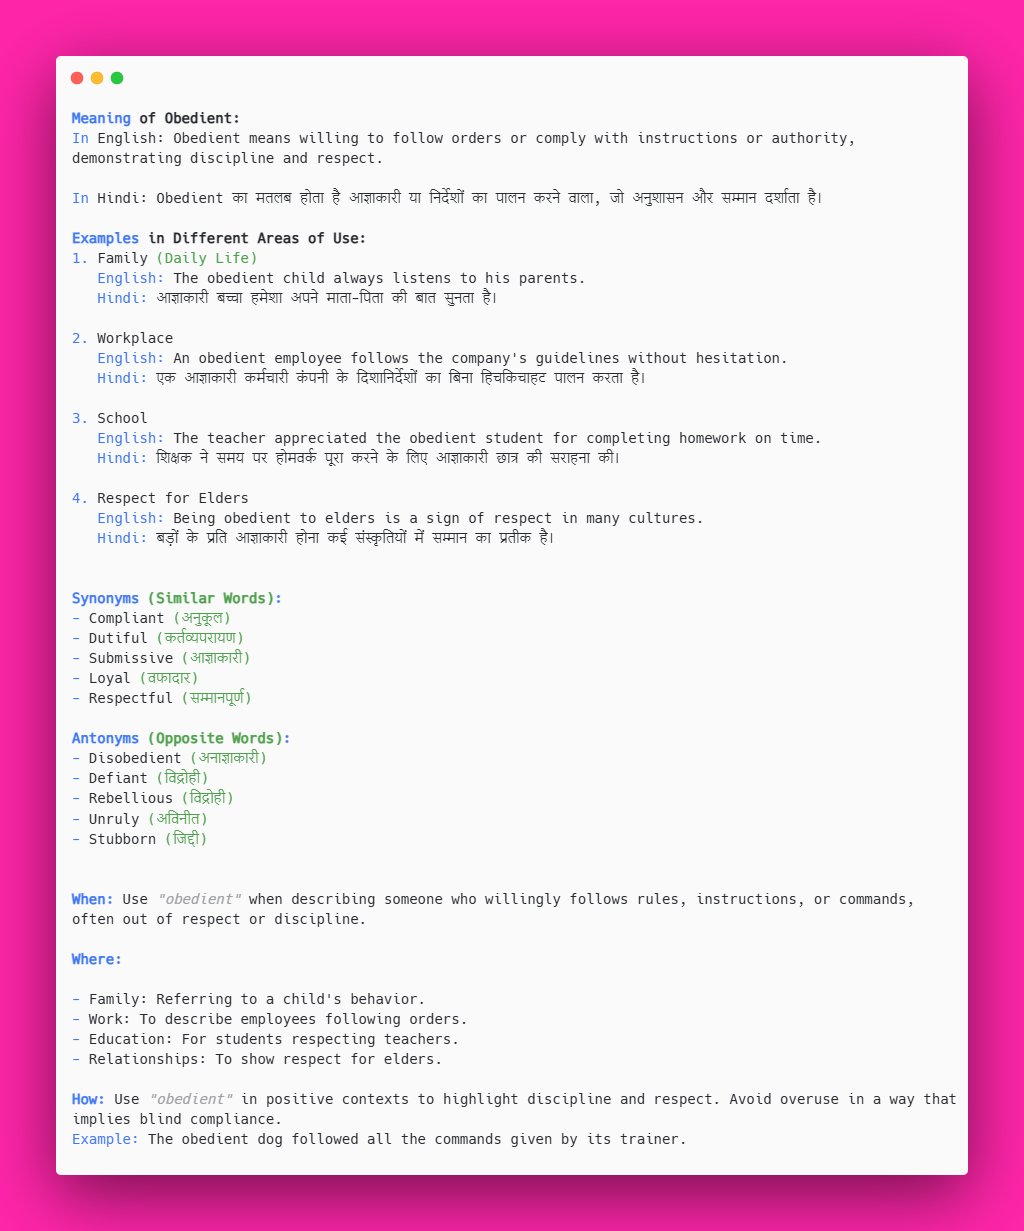 Meaning of Obedient:
In English: Obedient means willing to follow orders or comply with instructions or authority,
demonstrating discipline and respect.
In Hindi: Obedient का मतलब होता है आज्ञाकारी या निर्देशों का पालन करने वाला, जो अनुशासन और सम्मान दर्शाता है।
Examples in Different Areas of Use:
1. Family (Daily Life)
English: The obedient child always listens to his parents.
Hindi: आज्ञाकारी बच्चा हमेशा अपने माता-पिता की बात सुनता है।
2. Workplace
English: An obedient employee follows the company's guidelines without hesitation.
Hindi: एक आज्ञाकारी कर्मचारी कंपनी के दिशानिर्देशों का बिना हिचकिचाहट पालन करता है।
3. School
English: The teacher appreciated the obedient student for completing homework on time.
Hindi: शिक्षक ने समय पर होमवर्क पूरा करने के लिए आज्ञाकारी छात्र की सराहना की।
4. Respect for Elders
English: Being obedient to elders is a sign of respect in many cultures.
Hindi: बड़ों के प्रति आज्ञाकारी होना कई संस्कृतियों में सम्मान का प्रतीक है।
Synonyms (Similar Words):
- Compliant (अनुकूल)
- Dutiful (कर्तव्यपरायण)
- Submissive (आज्ञाकारी)
- Loyal (वफादार)
- Respectful (सम्मानपूर्ण)
Antonyms (Opposite Words):
- Disobedient (अनाज्ञाकारी)
- Defiant (विद्रोही)
- Rebellious (विद्रोही)
- Unruly (अविनीत)
- Stubborn (जिद्दी)
When: Use "obedient" when describing someone who willingly follows rules, instructions, or commands,
often out of respect or discipline.
Where:
- Family: Referring to a child's behavior.
- Work: To describe employees following orders.
- Education: For students respecting teachers.
- Relationships: To show respect for elders.
How: Use "obedient" in positive contexts to highlight discipline and respect. Avoid overuse in a way that
implies blind compliance.
Example: The obedient dog followed all the commands given by its trainer.